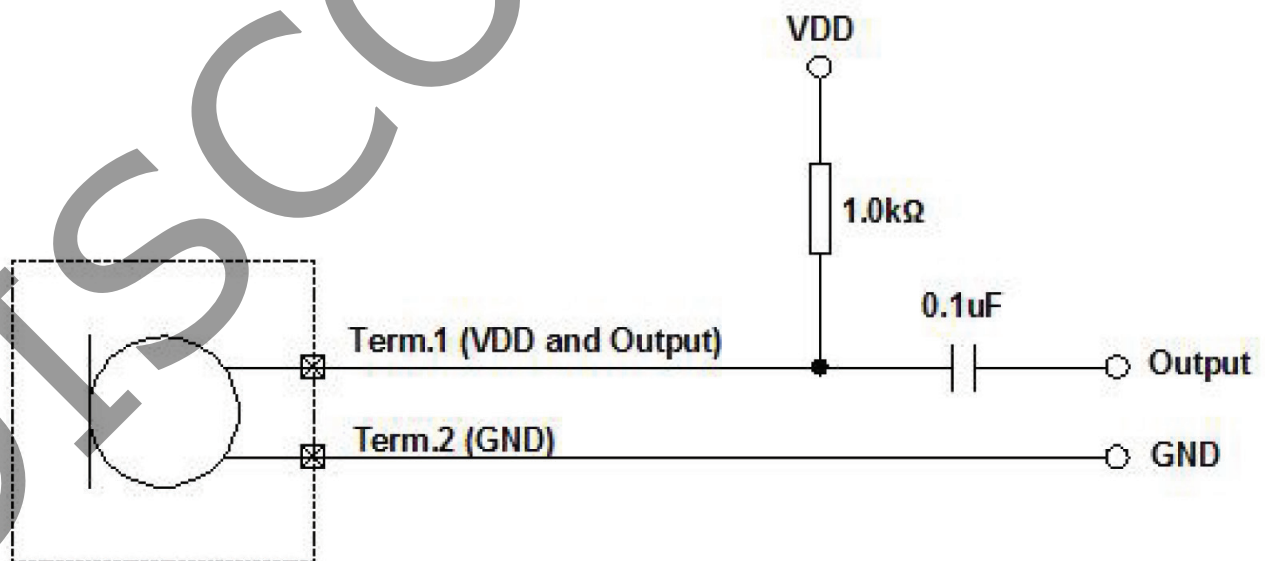 VDD
1.0kΩ
0.1uF
Term.1 (VDD and Output)
Output
Term.2 (GND)
GND